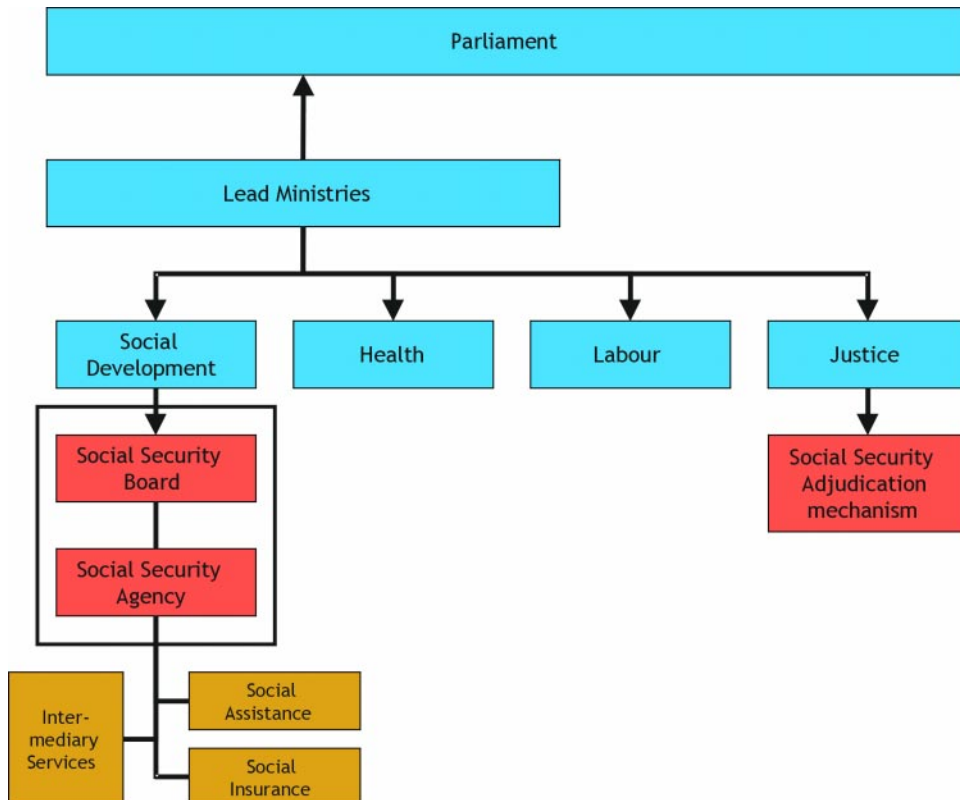 Parliament
Lead Ministries
Social
Development
Health
Labour
Justice
Social Security
Board
Social Security
Adjudication
mechanism
Social Security
Agency
Inter-
mediary
Services
Social
Assistance
Social
Insurance